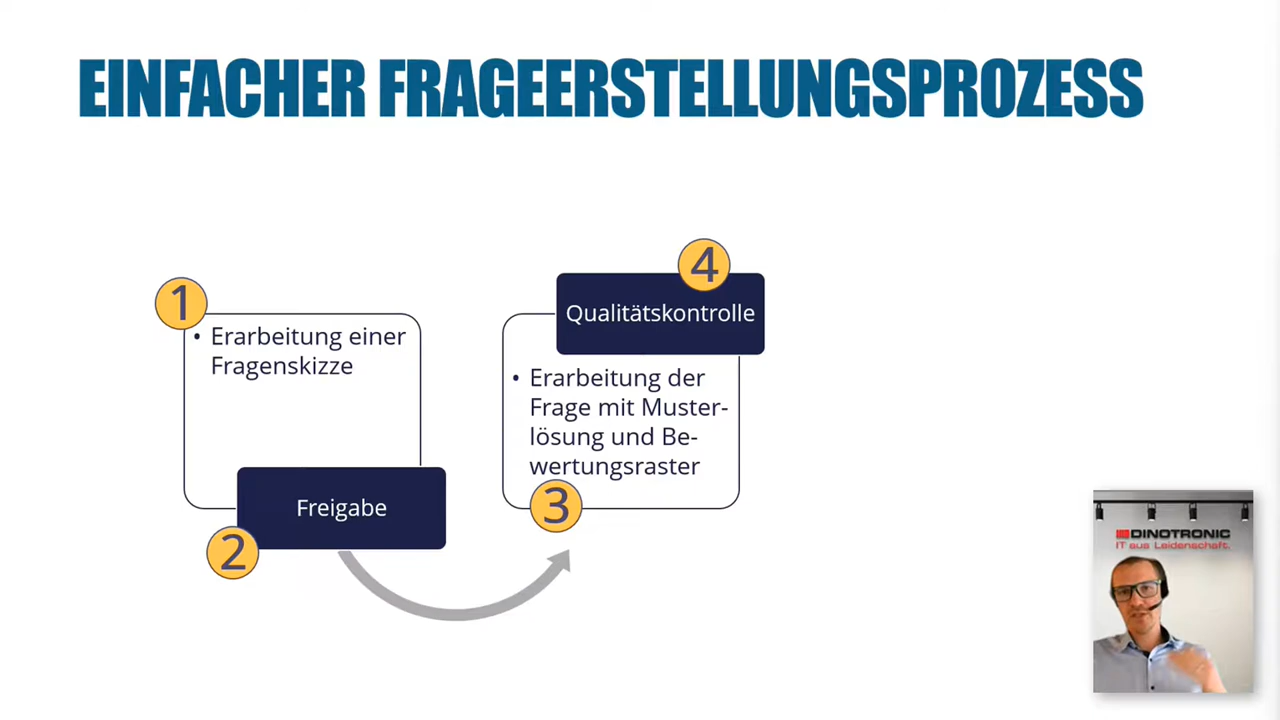 EINFACHER FRAGEERSTELLUNGSPROZESS
1
• Erarbeitung einer
Fragenskizze
Freigabe
2
4
Qualitätskontrolle
• Erarbeitung der
Frage mit Muster-
lösung und Be-
wertungsraster
3
DINOTRONIC
IT aus Leidenschaft.